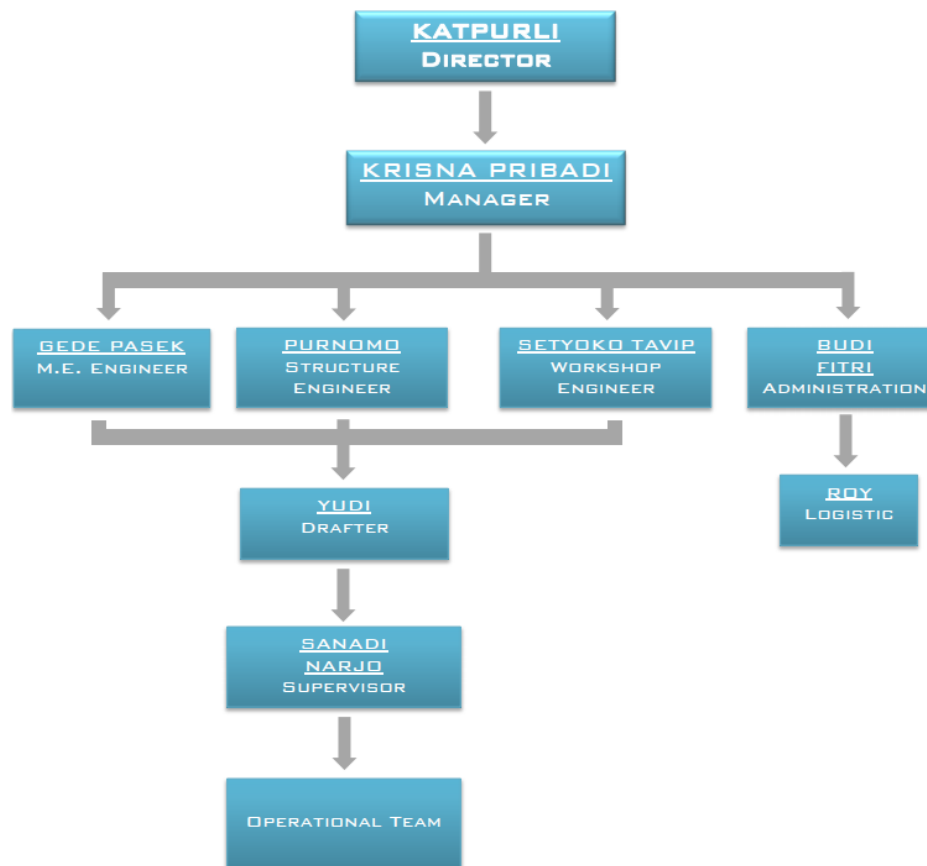 KATPURLI
DIRECTOR
KRISNA PRIBADI
MANAGER
GEDE PASEK
M.E. ENGINEER
PURNOMO
STRUCTURE
ENGINEER
SETYOKO TAVIP
WORKSHOP
ENGINEER
BUDI
FITRI
ADMINISTRATION
YUDI
DRAFTER
ROY
LOGISTIC
SANADI
NARJO
SUPERVISOR
OPERATIONAL TEAM